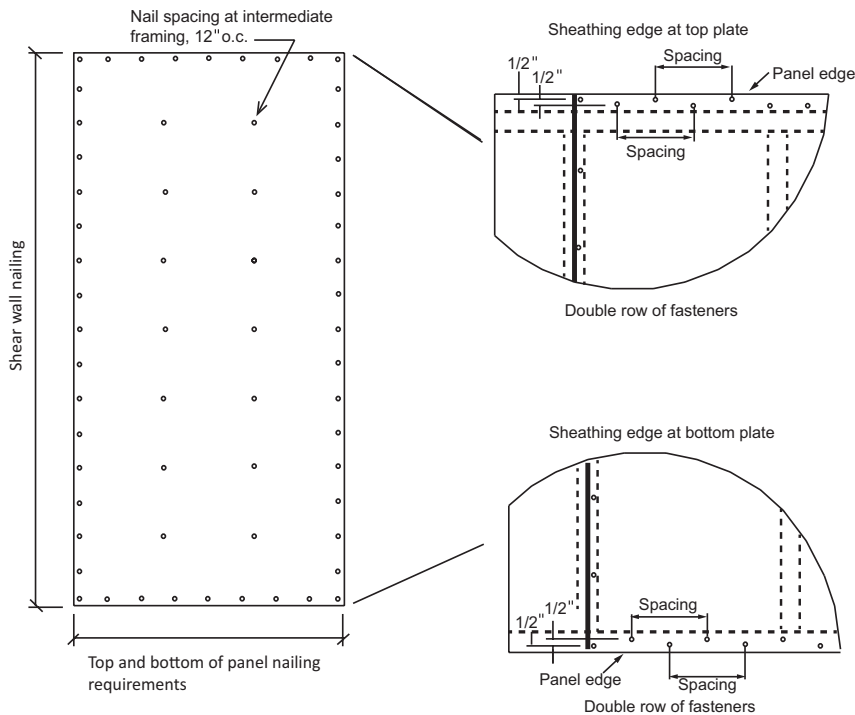 Nail spacing at intermediate
framing, 12"o.c.
Shear wall nailing
Top and bottom of panel nailing
requirements
Sheathing edge at top plate
1/2"
1/2"
Spacing
Panel edge
Spacing
Double row of fasteners
Sheathing edge at bottom plate
1/2"
1/2"
Spacing
Panel edge
Spacing
Double row of fasteners